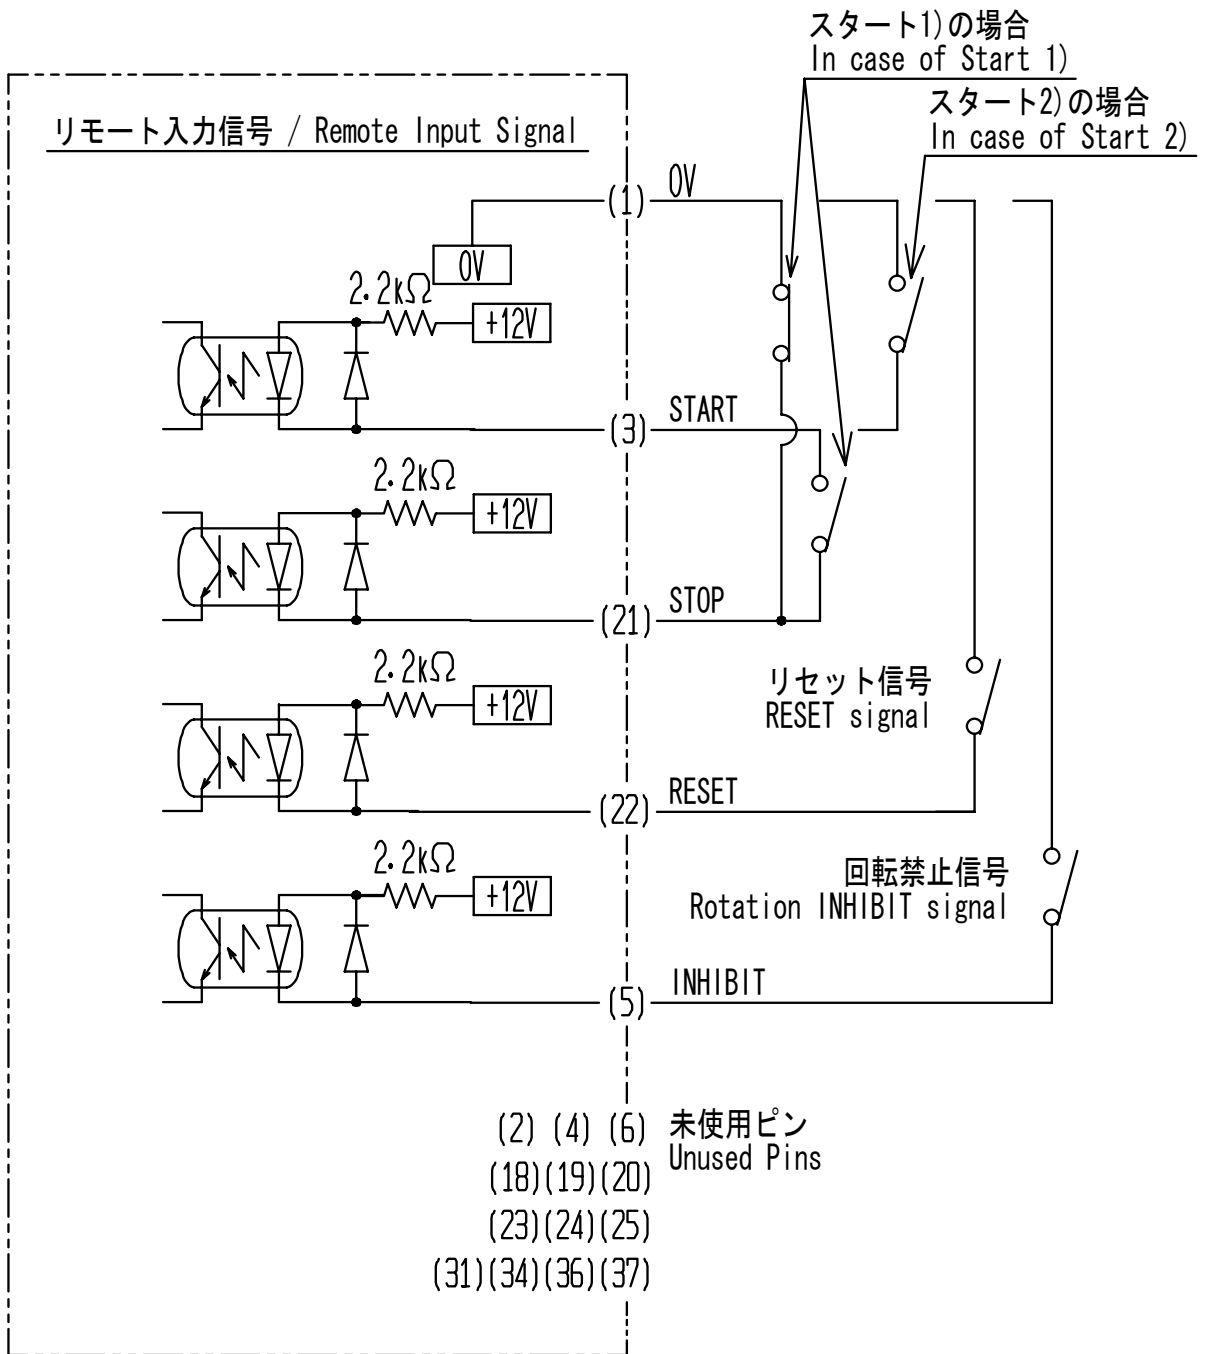 スタート1)の場合
In case of Start 1)
スタート2)の場合
In case of Start 2)
リモート入力信号 / Remote Input Signal
(1) 0V
0V
2.2kΩ
+12V
(3) START
2.2kΩ
+12V
(21) STOP
2.2kΩ
+12V
リセット信号
RESET signal
(22) RESET
2.2kΩ
+12V
回転禁止信号
Rotation INHIBIT signal
(5) INHIBIT
(2) (4) (6) 未使用ピン
Unused Pins
(18)(19)(20)
(23)(24)(25)
(31)(34)(36)(37)